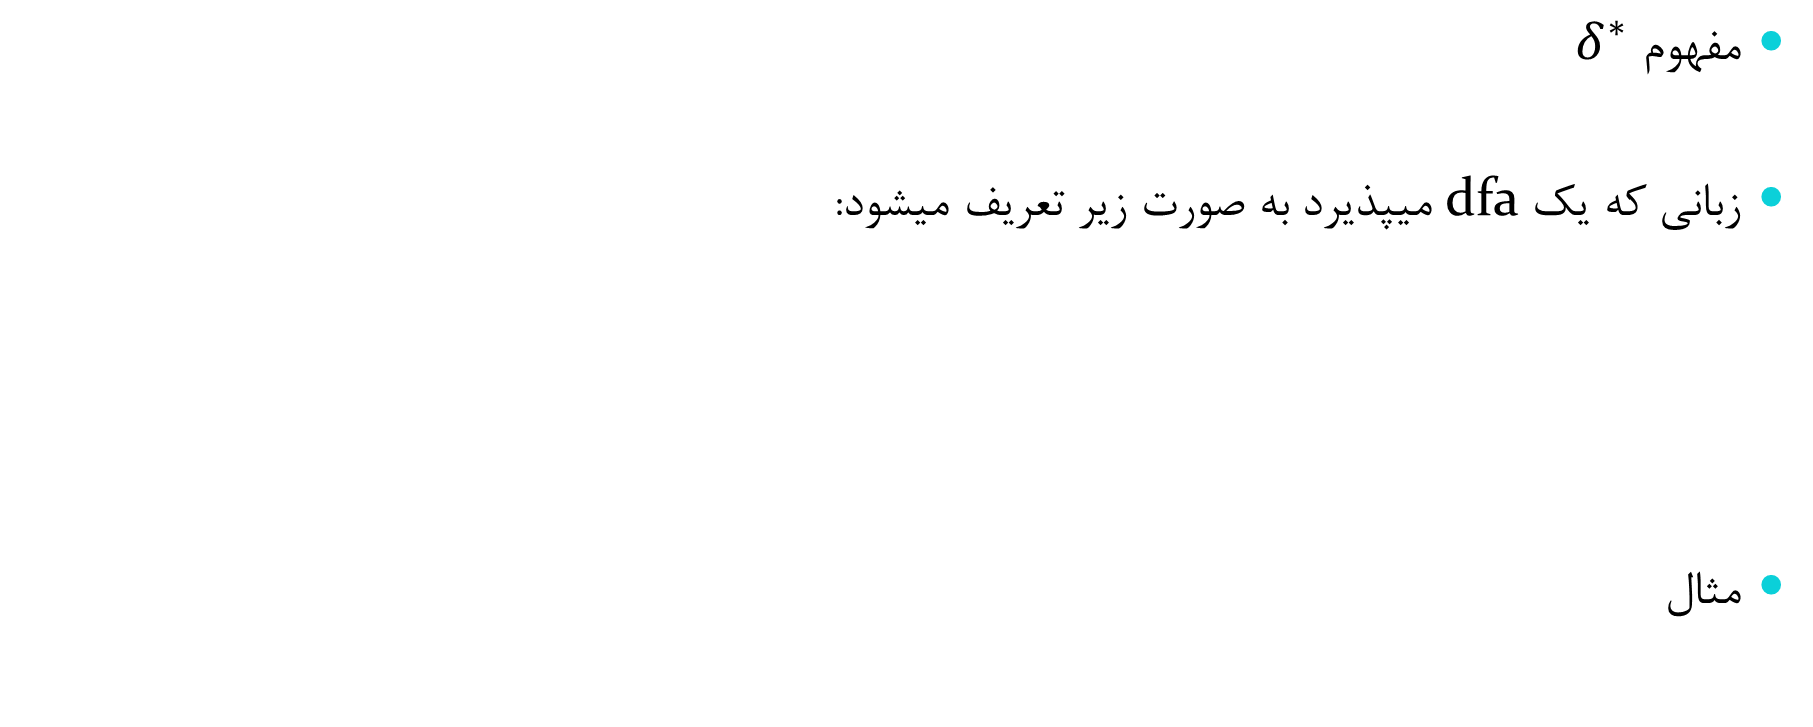 • مفهوم δ*
• زبانی که یک dfa میپذیرد به صورت زیر تعریف میشود:
• مثال